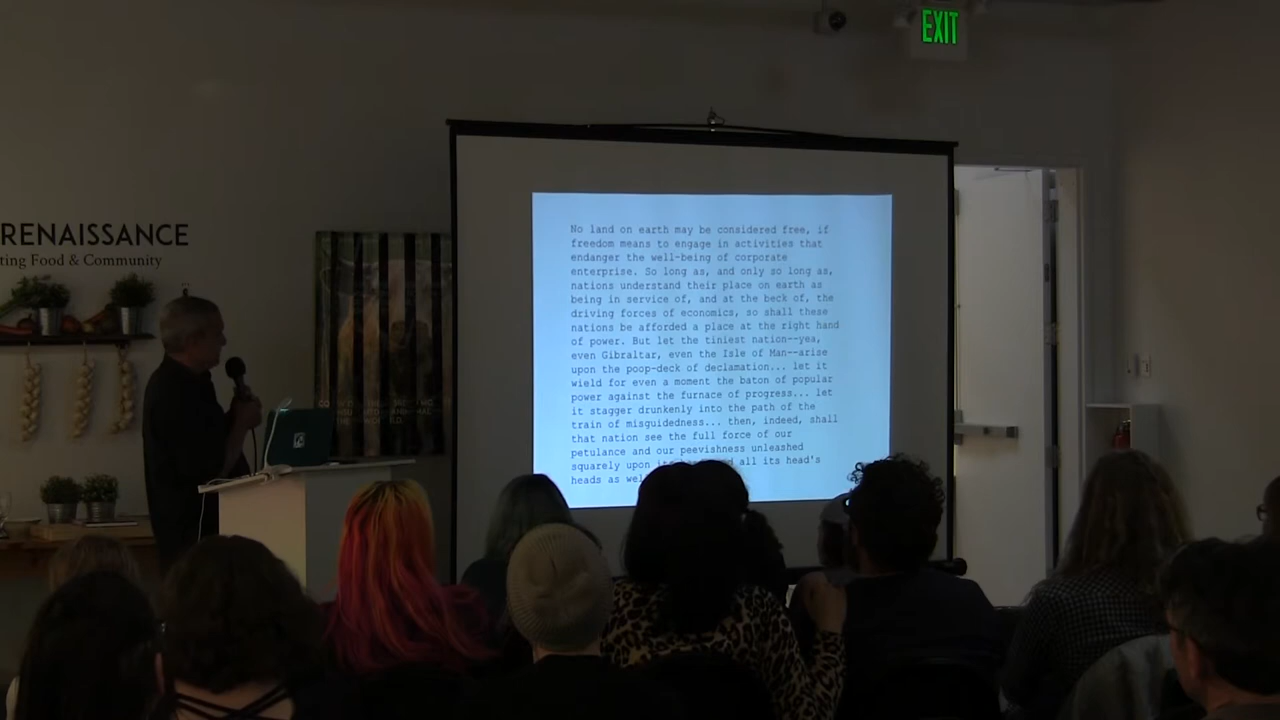 EXIT
RENAISSANCE
ting Food & Community
No land on earth may be considered free, if
freedom means to engage in activities that
endanger the well-being of corporate
enterprise. So long as, and only so long as,
nations understand their place on earth as
being in service of, and at the beck of, the
driving forces of economics, so shall these
nations be afforded a place at the right hand
of power. But let the tiniest nation--yea,
even Gibraltar, even the Isle of Man--arise
upon the poop-deck of declamation... let it
wield for even a moment the baton of popular
power against the furnace of progress... let
it stagger drunkenly into the path of the
train of misguidedness... then, indeed, shall
that nation see the full force of our
petulance and our peevishness unleashed
squarely upon all its head's
heads as